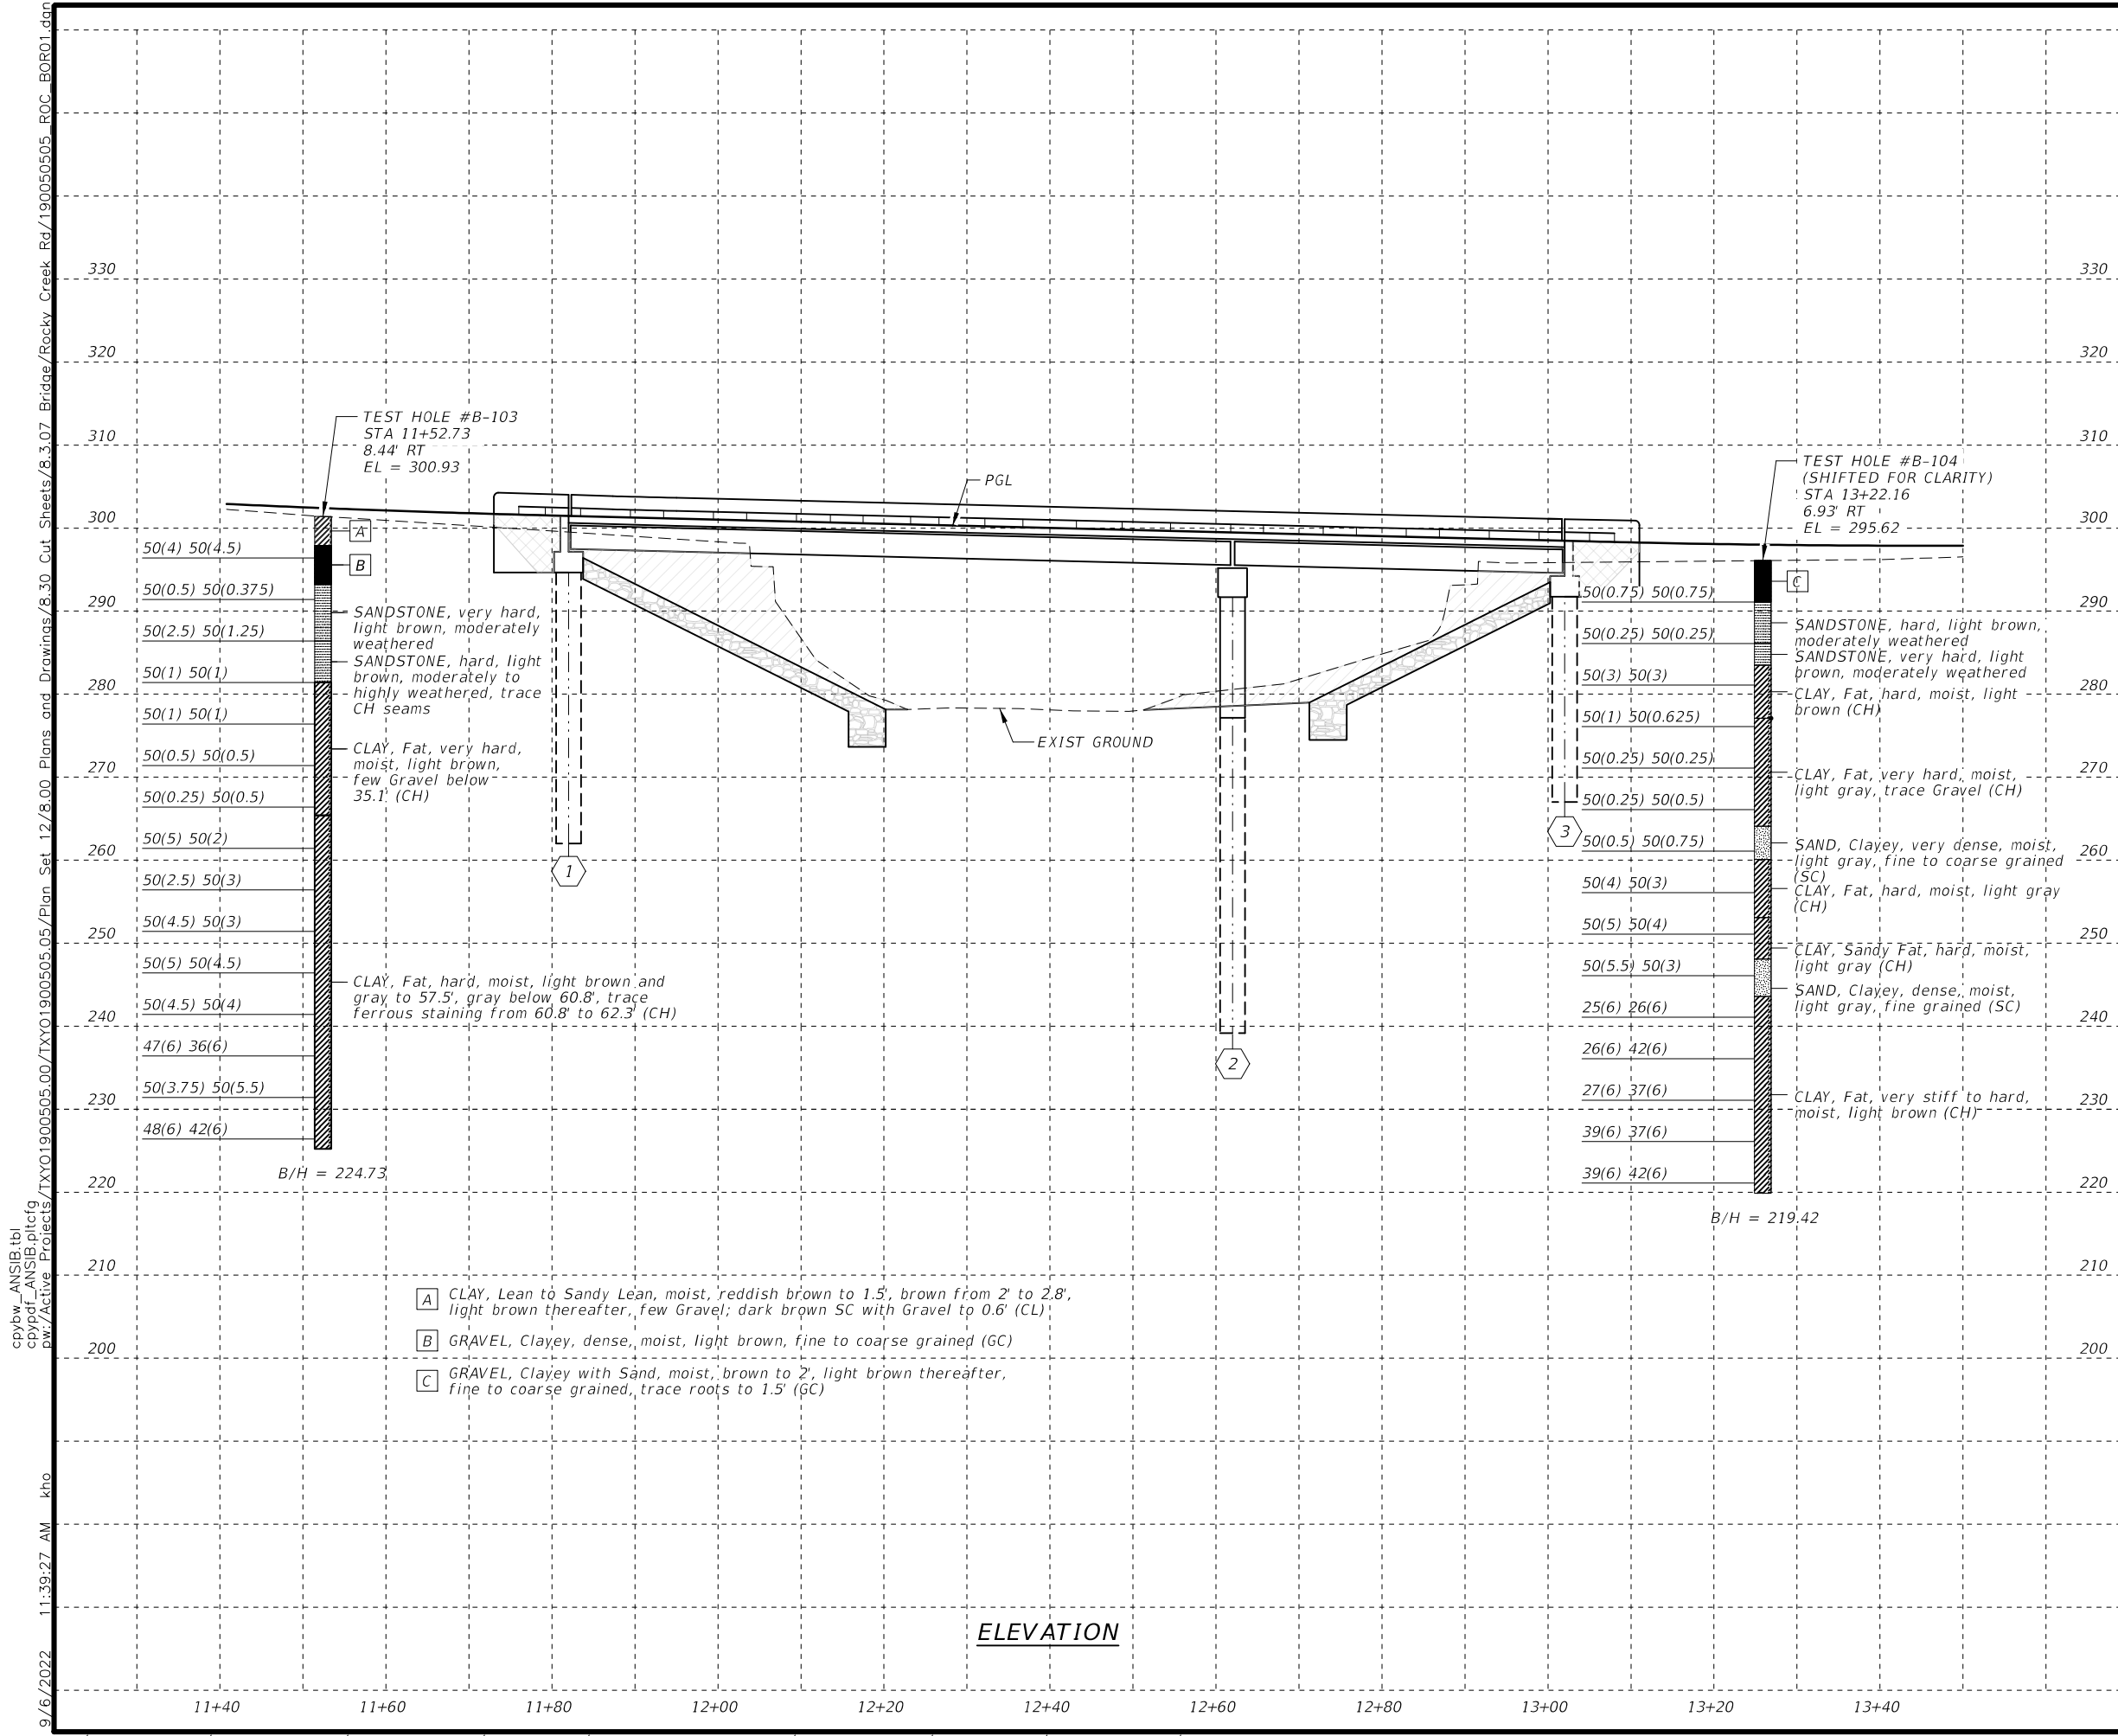 TEST HOLE #B-103
STA 11+52.73
8.44' RT
EL = 300.93
PGL
TEST HOLE #B-104
(SHIFTED FOR CLARITY)
STA 13+22.16
6.93' RT
EL = 295.62
330
320
310
300
290
280
270
260
250
240
230
220
210
200
50(4) 50(4.5)
50(0.5) 50(0.375)
50(2.5) 50(1.25)
50(1) 50(1)
50(1) 50(1)
50(0.5) 50(0.5)
50(0.25) 50(0.5)
50(5) 50(2)
50(2.5) 50(3)
50(4.5) 50(3)
50(5) 50(4.5)
50(4.5) 50(4)
47(6) 36(6)
50(3.75) 50(5.5)
48(6) 42(6)
B/H = 224.73
A
B
SANDSTONE, very hard,
light brown, moderately
weathered
SANDSTONE, hard, light
brown, moderately to
highly weathered, trace
CH seams
CLAY, Fat, very hard,
moist, light brown,
few Gravel below
35.1' (CH)
CLAY, Fat, hard, moist, light brown and
gray to 57.5', gray below 60.8', trace
ferrous staining from 60.8' to 62.3' (CH)
EXIST GROUND
1
2
3
50(0.75) 50(0.75)
50(0.25) 50(0.25)
50(3) 50(3)
50(1) 50(0.625)
50(0.25) 50(0.25)
50(0.25) 50(0.5)
50(0.5) 50(0.75)
50(4) 50(3)
50(5) 50(4)
50(5.5) 50(3)
25(6) 26(6)
26(6) 42(6)
27(6) 37(6)
39(6) 37(6)
39(6) 42(6)
B/H = 219.42
C
SANDSTONE, hard, light brown,
moderately weathered
SANDSTONE, very hard, light
brown, moderately weathered
CLAY, Fat, hard, moist, light
brown (CH)
CLAY, Fat, very hard, moist,
light gray, trace Gravel (CH)
SAND, Clayey, very dense, moist,
light gray, fine to coarse grained
(SC)
CLAY, Fat, hard, moist, light gray
(CH)
CLAY, Sandy Fat, hard, moist,
light gray (CH)
SAND, Clayey, dense, moist,
light gray, fine grained (SC)
CLAY, Fat, very stiff to hard,
moist, light brown (CH)
330
320
310
300
290
280
270
260
250
240
230
220
210
200
A CLAY, Lean to Sandy Lean, moist, reddish brown to 1.5', brown from 2' to 2.8',
light brown thereafter, few Gravel; dark brown SC with Gravel to 0.6' (CL)
B GRAVEL, Clayey, dense, moist, light brown, fine to coarse grained (GC)
C GRAVEL, Clayey with Sand, moist, brown to 2', light brown thereafter,
fine to coarse grained, trace roots to 1.5' (GC)
ELEVATION
11+40 11+60 11+80 12+00 12+20 12+40 12+60 12+80 13+00 13+20 13+40
cpybw_ANSIB.tbl
cpypdf_ANSIB.pltcfg
pw:/Active Projects/TXYO1900505.00/TXYO1900505.05/Plan Set 12/8.00 Plans and Drawings/8.30 Cut Sheets/8.3.07 Bridge/Rocky Creek Rd/190050505_ROC_BOR01.dgn
9/6/2022 11:39:27 AM kho